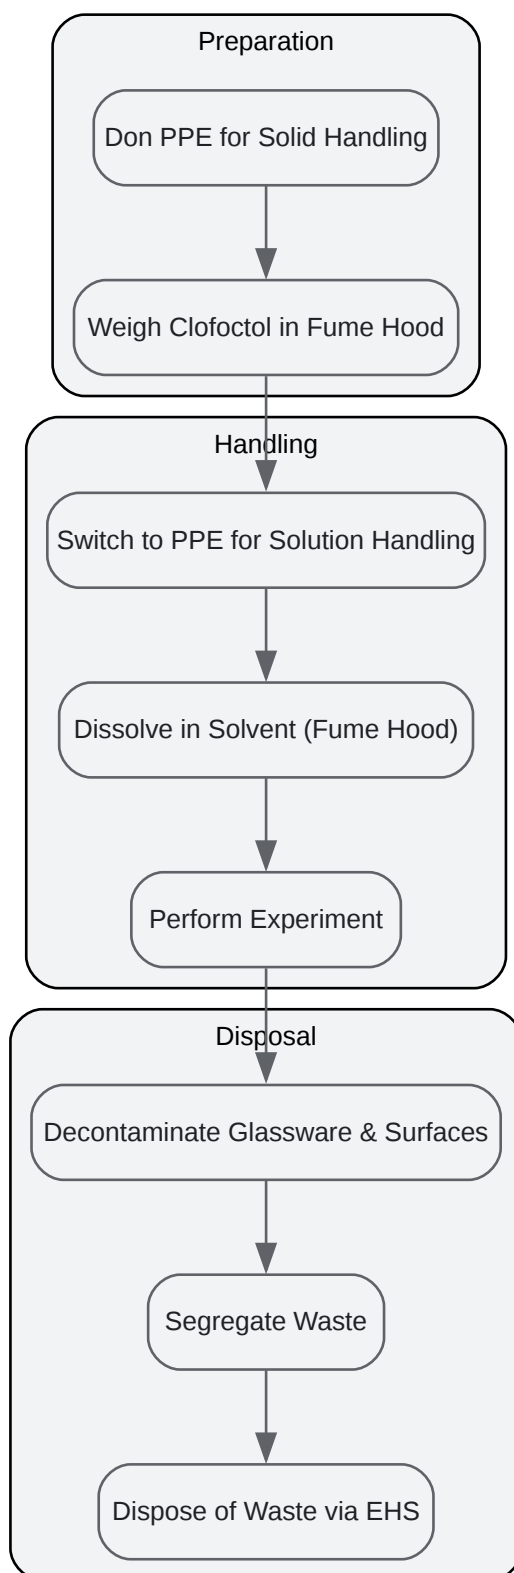 Preparation
Don PPE for Solid Handling
Weigh Clofoctol in Fume Hood
Handling
Switch to PPE for Solution Handling
Dissolve in Solvent (Fume Hood)
Perform Experiment
Disposal
Decontaminate Glassware & Surfaces
Segregate Waste
Dispose of Waste via EHS